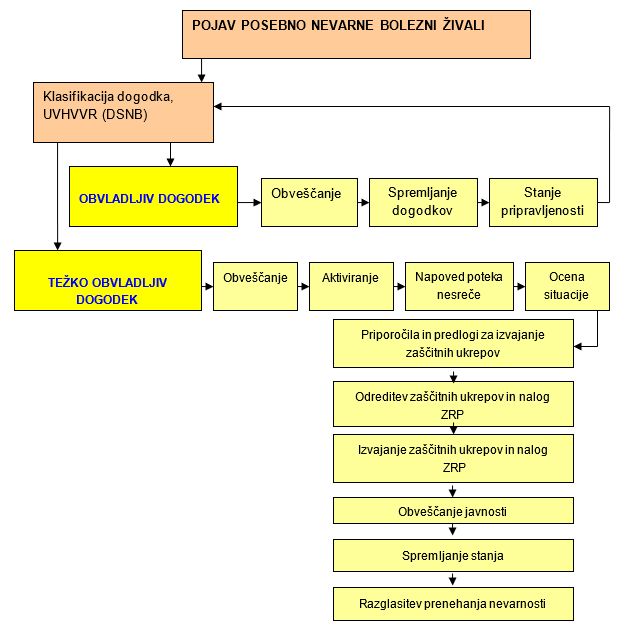 POJAV POSEBNO NEVARNE BOLEZNI ŽIVALI
Klasifikacija dogodka,
UVHVVR (DSNB)
OBVLADLJIV DOGODEK
Obveščanje
Spremljanje
dogodkov
Stanje
pripravljenosti
TEŽKO OBVLADLJIV
DOGODEK
Obveščanje
Aktiviranje
Napoved poteka
nesreče
Ocena
situacije
Priporočila in predlogi za izvajanje
zaščitnih ukrepov
Odreditev zaščitnih ukrepov in nalog
ZRP
Izvajanje zaščitnih ukrepov in nalog
ZRP
Obveščanje javnosti
Spremljanje stanja
Razglasitev prenehanja nevarnosti